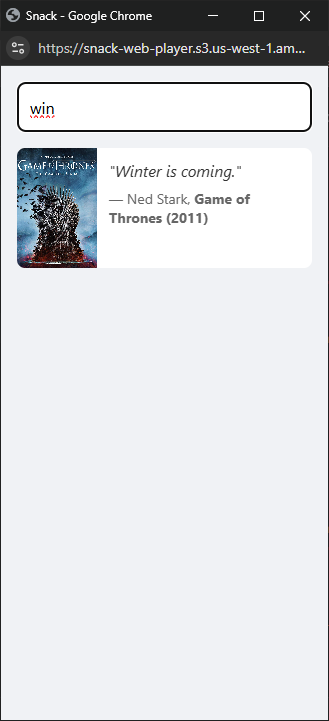 Snack - Google Chrome
https://snack-web-player.s3.us-west-1.am...
win
GAME OF THRONES
"Winter is coming."
— Ned Stark, Game of
Thrones (2011)